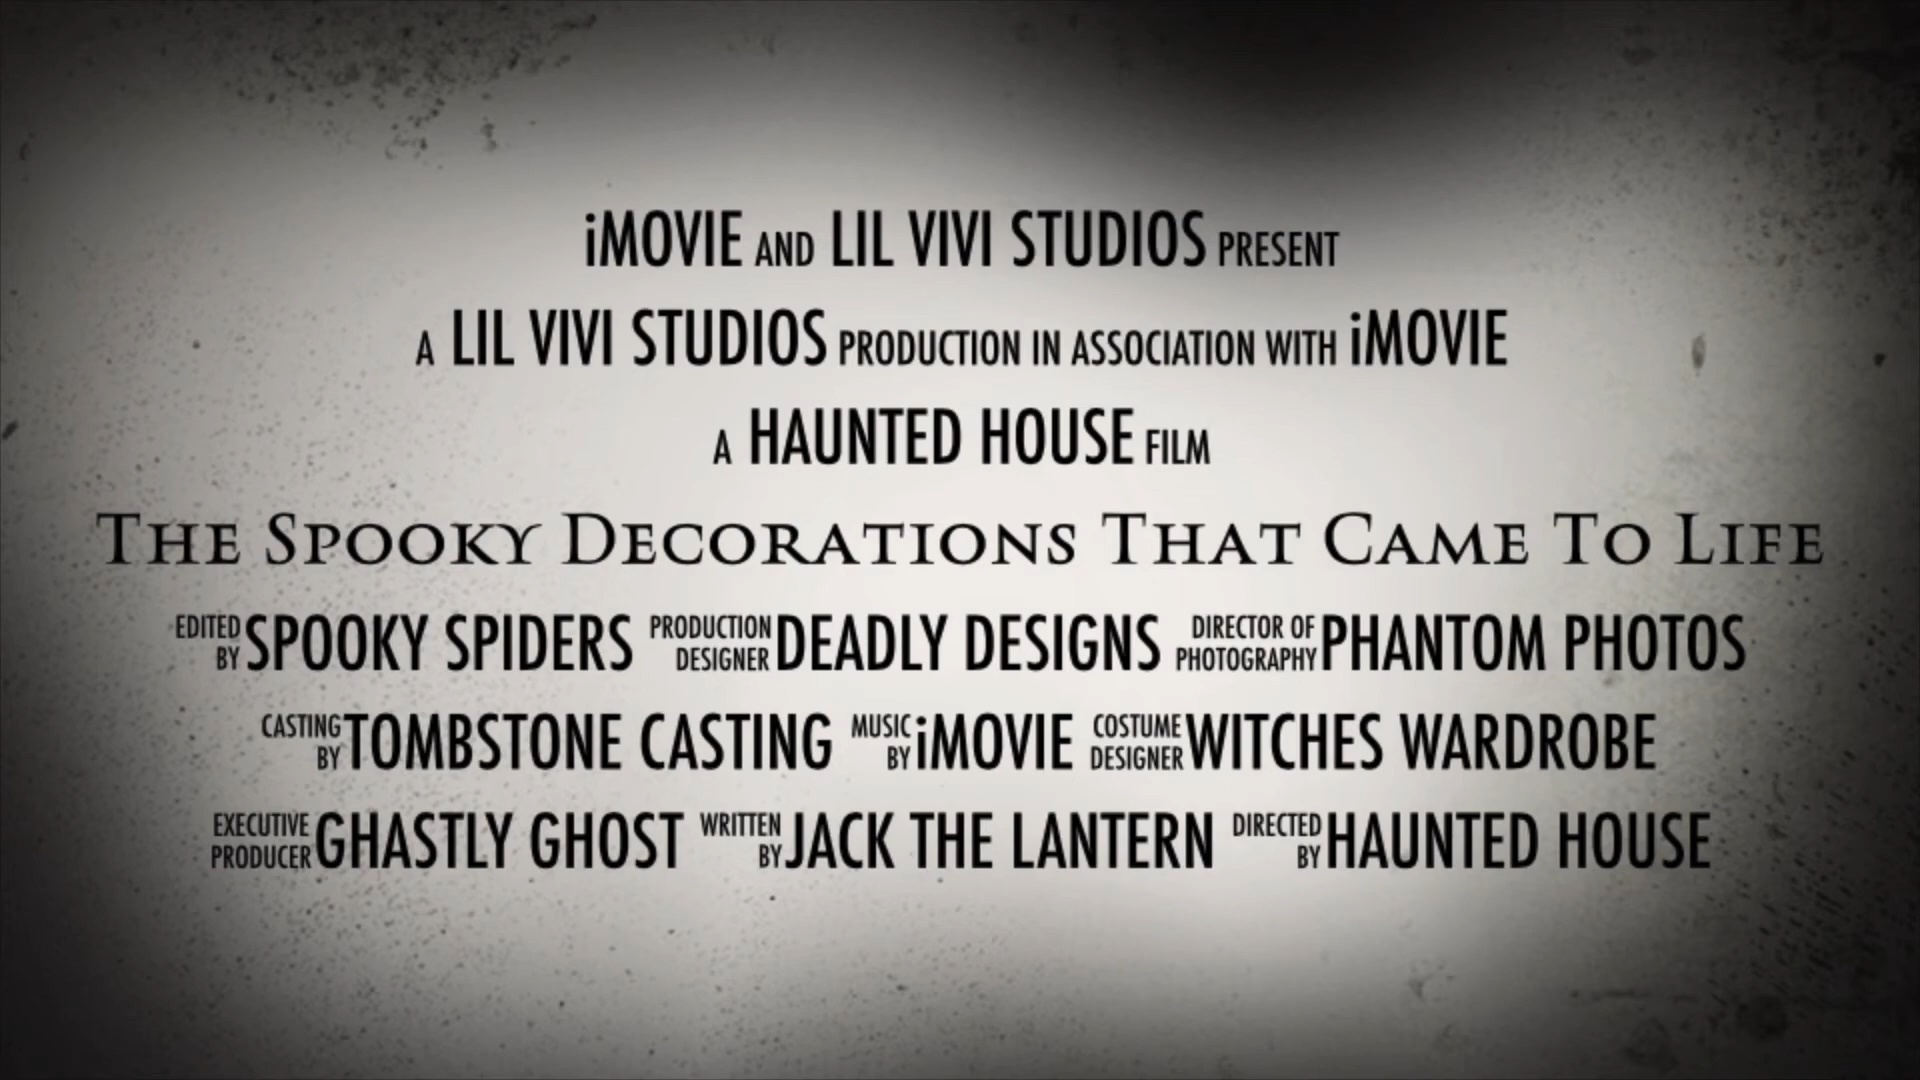 iMOVIE AND LIL VIVI STUDIOS PRESENT
A LIL VIVI STUDIOS PRODUCTION IN ASSOCIATION WITH iMOVIE
A HAUNTED HOUSE FILM
THE SPOOKY DECORATIONS THAT CAME TO LIFE
EDITED BY SPOOKY SPIDERS PRODUCTION DESIGNER DEADLY DESIGNS DIRECTOR OF PHOTOGRAPHY PHANTOM PHOTOS
CASTING BY TOMBSTONE CASTING MUSIC BY iMOVIE COSTUME DESIGNER WITCHES WARDROBE
EXECUTIVE PRODUCER GHASTLY GHOST WRITTEN BY JACK THE LANTERN DIRECTED BY HAUNTED HOUSE